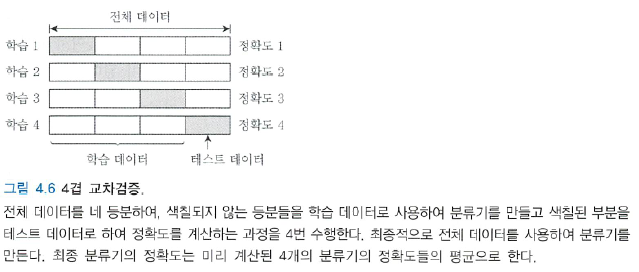 전체 데이터
학습 1 정확도 1
학습 2 정확도 2
학습 3 정확도 3
학습 4 정확도 4
학습 데이터 테스트 데이터
그림 4.6 4겹 교차검증.
전체 데이터를 네 등분하여, 색칠되지 않는 등분들을 학습 데이터로 사용하여 분류기를 만들고 색칠된 부분을
테스트 데이터로 하여 정확도를 계산하는 과정을 4번 수행한다. 최종적으로 전체 데이터를 사용하여 분류기를
만든다. 최종 분류기의 정확도는 미리 계산된 4개의 분류기의 정확도들의 평균으로 한다.